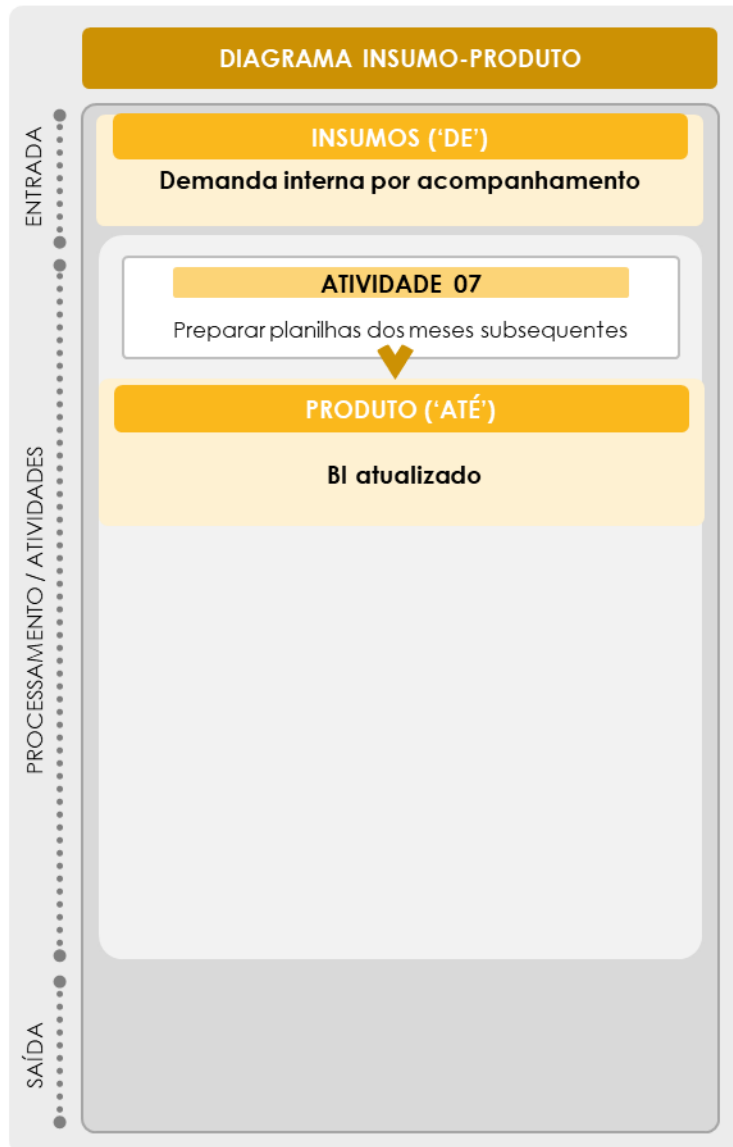 DIAGRAMA INSUMO-PRODUTO
ENTRADA
INSUMOS (‘DE’)
Demanda interna por acompanhamento
PROCESSAMENTO / ATIVIDADES
ATIVIDADE 07
Preparar planilhas dos meses subsequentes
PRODUTO (‘ATÉ’)
BI atualizado
SAÍDA